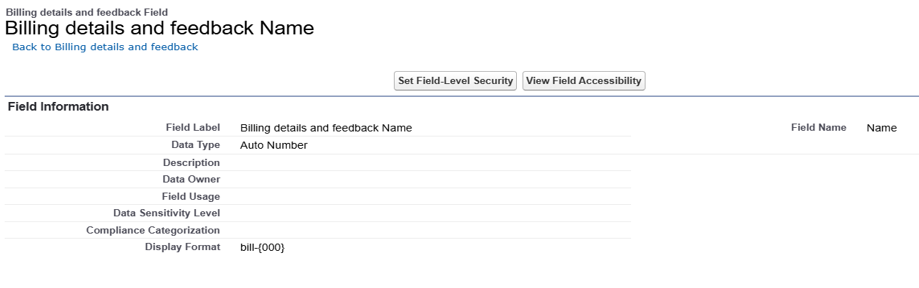 Billing details and feedback Field
Billing details and feedback Name
Back to Billing details and feedback
Set Field-Level Security View Field Accessibility
Field Information
Field Label Billing details and feedback Name Field Name Name
Data Type Auto Number
Description
Data Owner
Field Usage
Data Sensitivity Level
Compliance Categorization
Display Format bill-{000}